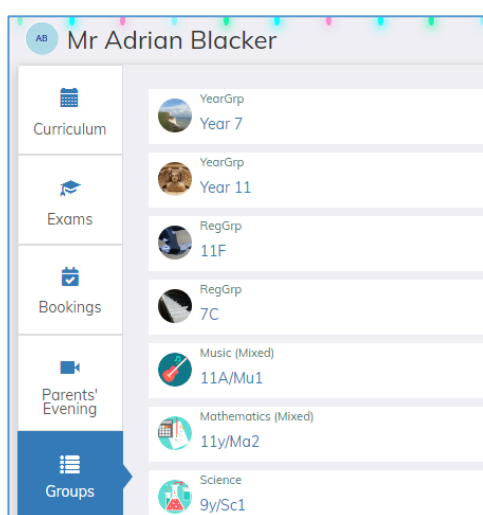 AB Mr Adrian Blacker
Curriculum
Exams
Bookings
Parents'
Evening
Groups
YearGrp
Year 7
YearGrp
Year 11
RegGrp
11F
RegGrp
7C
Music (Mixed)
11A/Mu1
Mathematics (Mixed)
11y/Ma2
Science
9y/Sc1